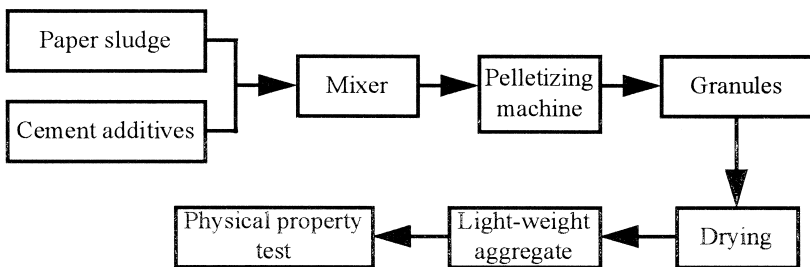 Paper sludge
Cement additives
Mixer
Pelletizing
machine
Granules
Drying
Light-weight
aggregate
Physical property
test